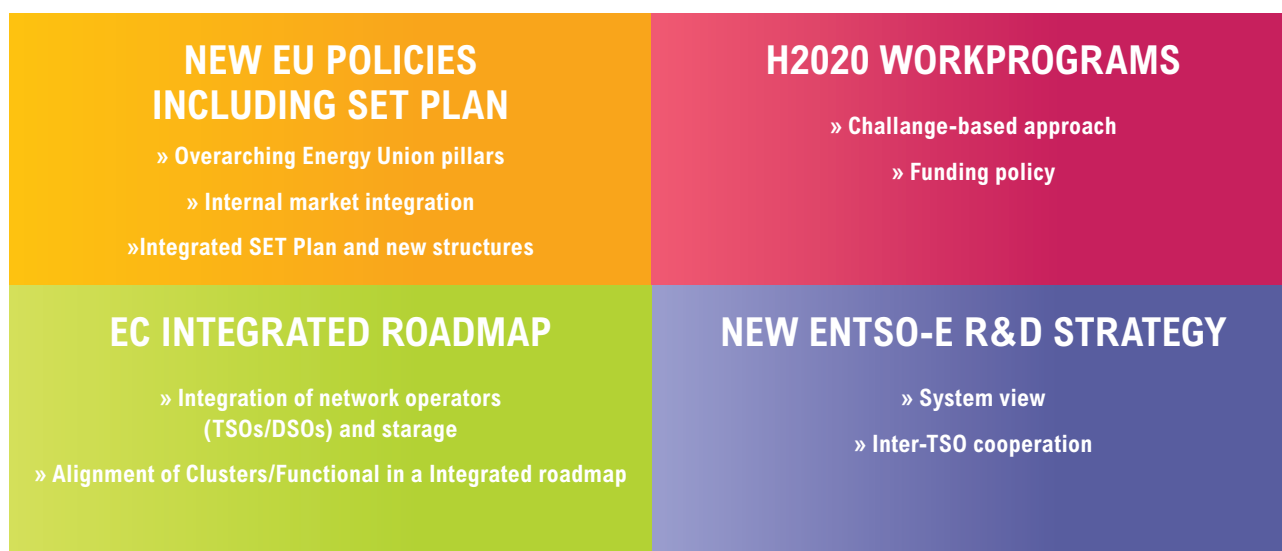 NEW EU POLICIES
INCLUDING SET PLAN
» Overarching Energy Union pillars
» Internal market integration
»Integrated SET Plan and new structures
H2020 WORKPROGRAMS
» Challange-based approach
» Funding policy
EC INTEGRATED ROADMAP
» Integration of network operators
(TSOs/DSOs) and starage
» Alignment of Clusters/Functional in a Integrated roadmap
NEW ENTSO-E R&D STRATEGY
» System view
» Inter-TSO cooperation